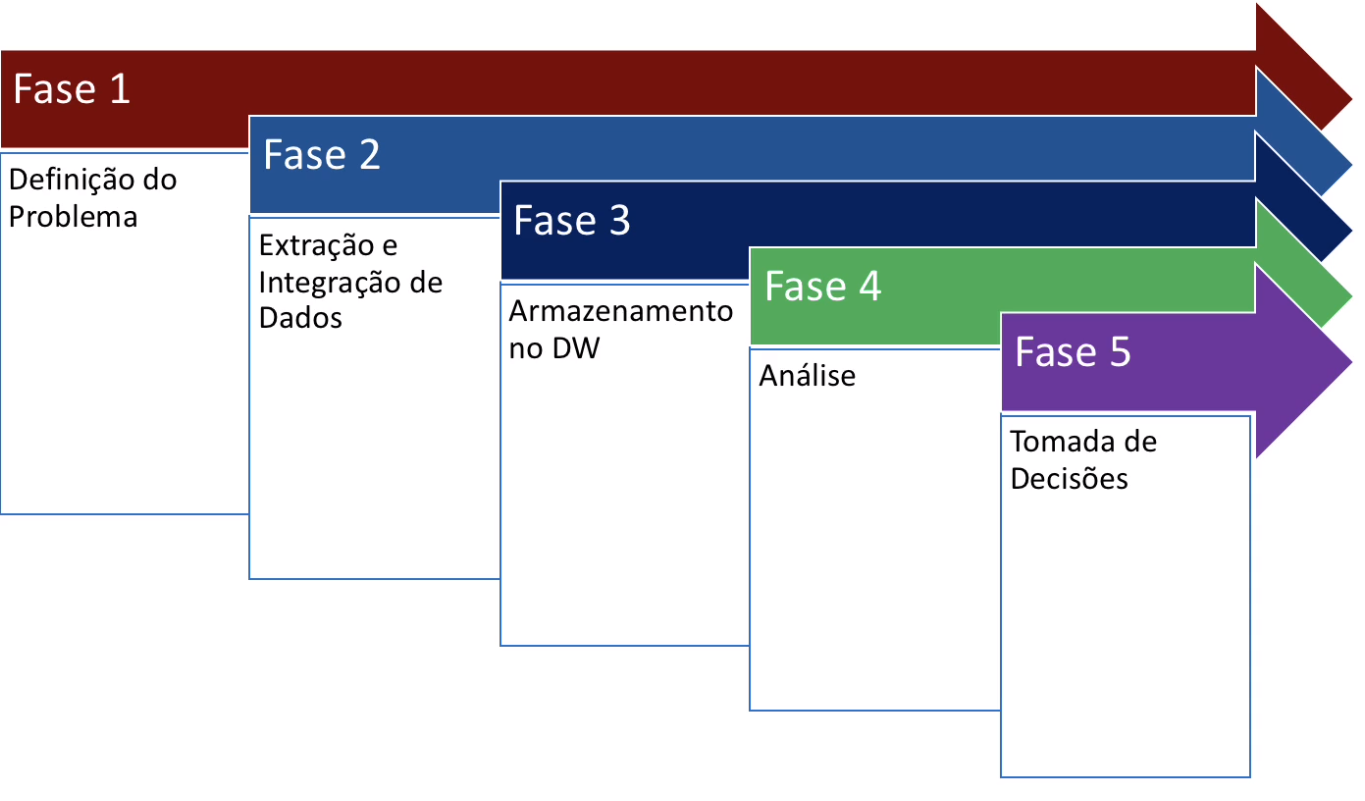 Fase 1
Definição do
Problema
Fase 2
Extração e
Integração de
Dados
Fase 3
Armazenamento
no DW
Fase 4
Análise
Fase 5
Tomada de
Decisões